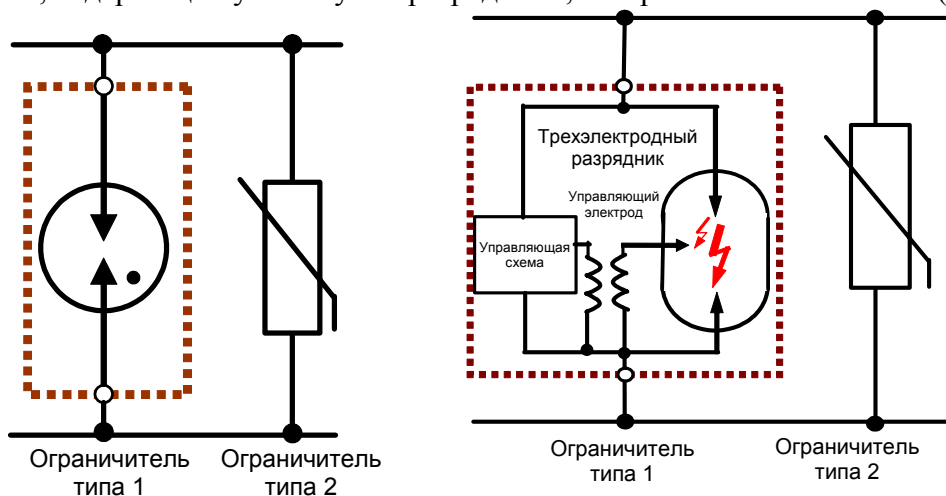 Ограничитель
типа 1
Ограничитель
типа 2
Трехэлектродный
разрядник
Управляющий
электрод
Управляющая
схема
Ограничитель
типа 1
Ограничитель
типа 2